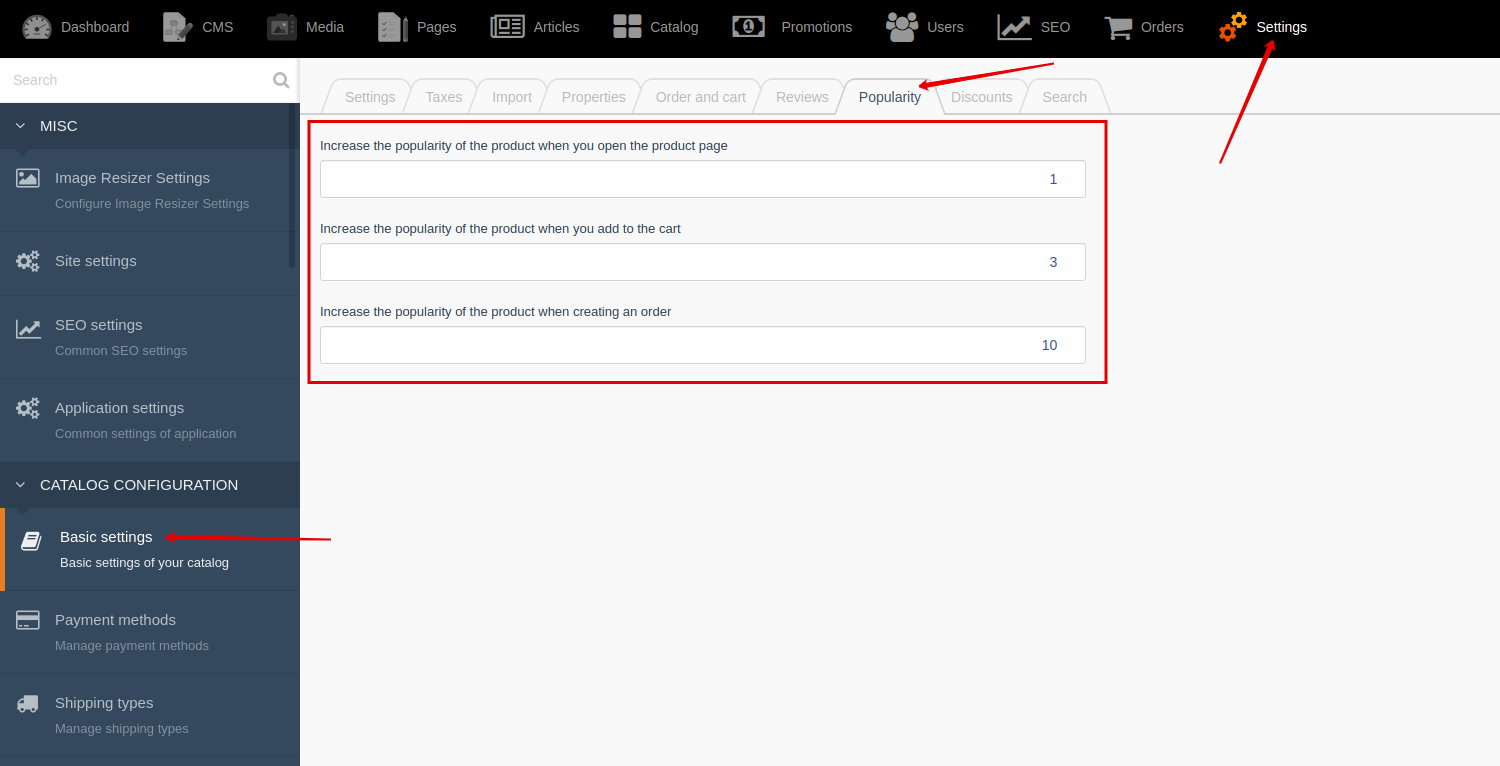 Dashboard CMS Media Pages Articles Catalog Promotions Users SEO Orders Settings
Search
Settings Taxes Import Properties Order and cart Reviews Popularity Discounts Search
MISC
Image Resizer Settings
Configure Image Resizer Settings
Site settings
SEO settings
Common SEO settings
Application settings
Common settings of application
CATALOG CONFIGURATION
Basic settings
Basic settings of your catalog
Payment methods
Manage payment methods
Shipping types
Manage shipping types
Increase the popularity of the product when you open the product page
1
Increase the popularity of the product when you add to the cart
3
Increase the popularity of the product when creating an order
10